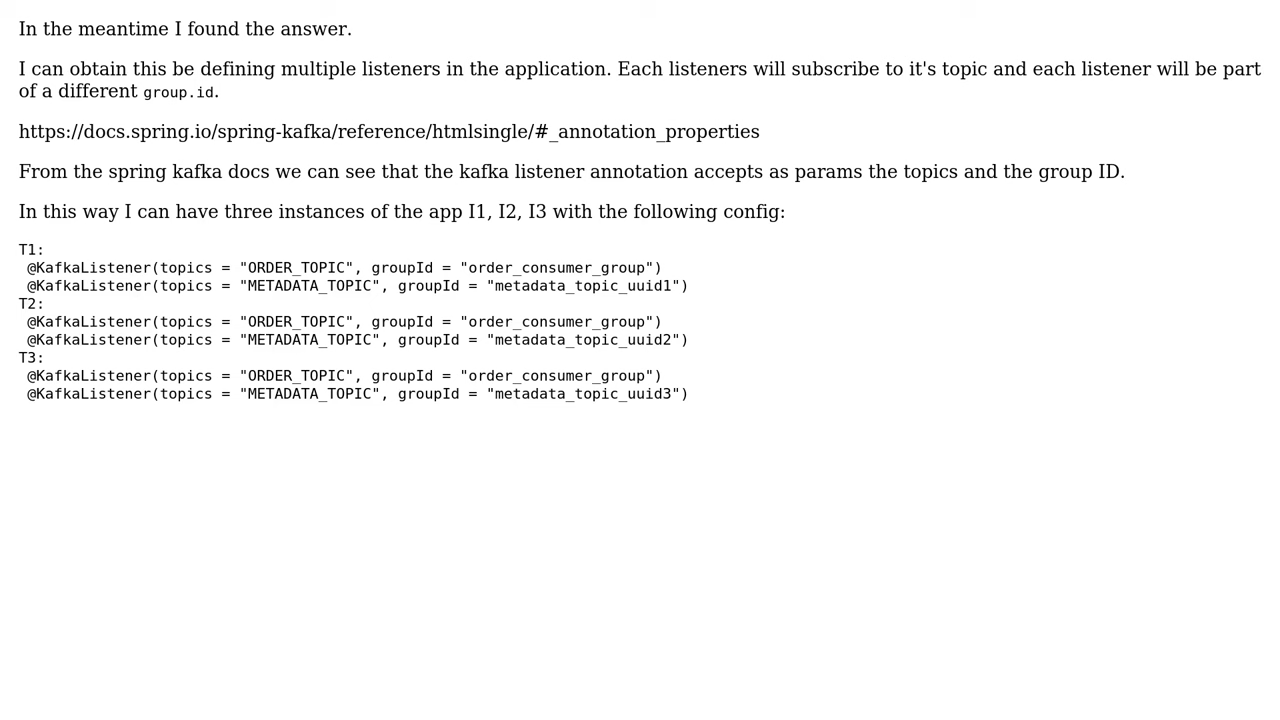 In the meantime I found the answer.
I can obtain this be defining multiple listeners in the application. Each listeners will subscribe to it's topic and each listener will be part
of a different group.id.
https://docs.spring.io/spring-kafka/reference/htmlsingle/#_annotation_properties
From the spring kafka docs we can see that the kafka listener annotation accepts as params the topics and the group ID.
In this way I can have three instances of the app I1, I2, I3 with the following config:
T1:
 @KafkaListener(topics = "ORDER_TOPIC", groupId = "order_consumer_group")
 @KafkaListener(topics = "METADATA_TOPIC", groupId = "metadata_topic_uuid1")
T2:
 @KafkaListener(topics = "ORDER_TOPIC", groupId = "order_consumer_group")
 @KafkaListener(topics = "METADATA_TOPIC", groupId = "metadata_topic_uuid2")
T3:
 @KafkaListener(topics = "ORDER_TOPIC", groupId = "order_consumer_group")
 @KafkaListener(topics = "METADATA_TOPIC", groupId = "metadata_topic_uuid3")